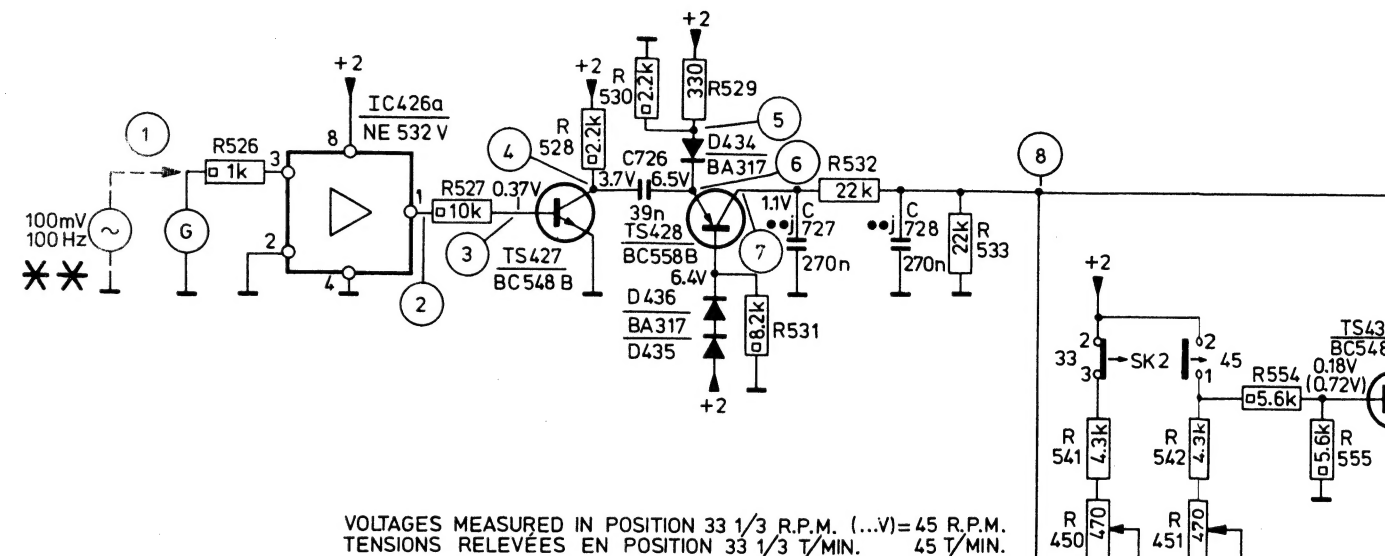 +2
+2
IC426a
NE 532 V
8
1
R526
1k
3
2
4
1
100mV
100 Hz
G
R527
10k
0.37V
2
3
TS427
BC548B
+2
R
528
2.2k
4
3.7V
C726
39n
6.5V
R
530
2.2k
330
R529
5
D434
BA317
6
TS428
BC558B
6.4V
D436
BA317
D435
+2
8.2k
R531
7
1.1V
R532
22k
j
C
727
270n
j
C
728
270n
22k
R
533
8
+2
2
33
3
SK2
2
45
1
R554
5.6k
TS43
BC548
0.18V
(0.72V)
R
541
4.3k
R
542
4.3k
5.6k
R
555
R
450
470
R
451
470
VOLTAGES MEASURED IN POSITION 33 1/3 R.P.M. (...V)= 45 R.P.M.
TENSIONS RELEVÉES EN POSITION 33 1/3 T/MIN. 45 T/MIN.